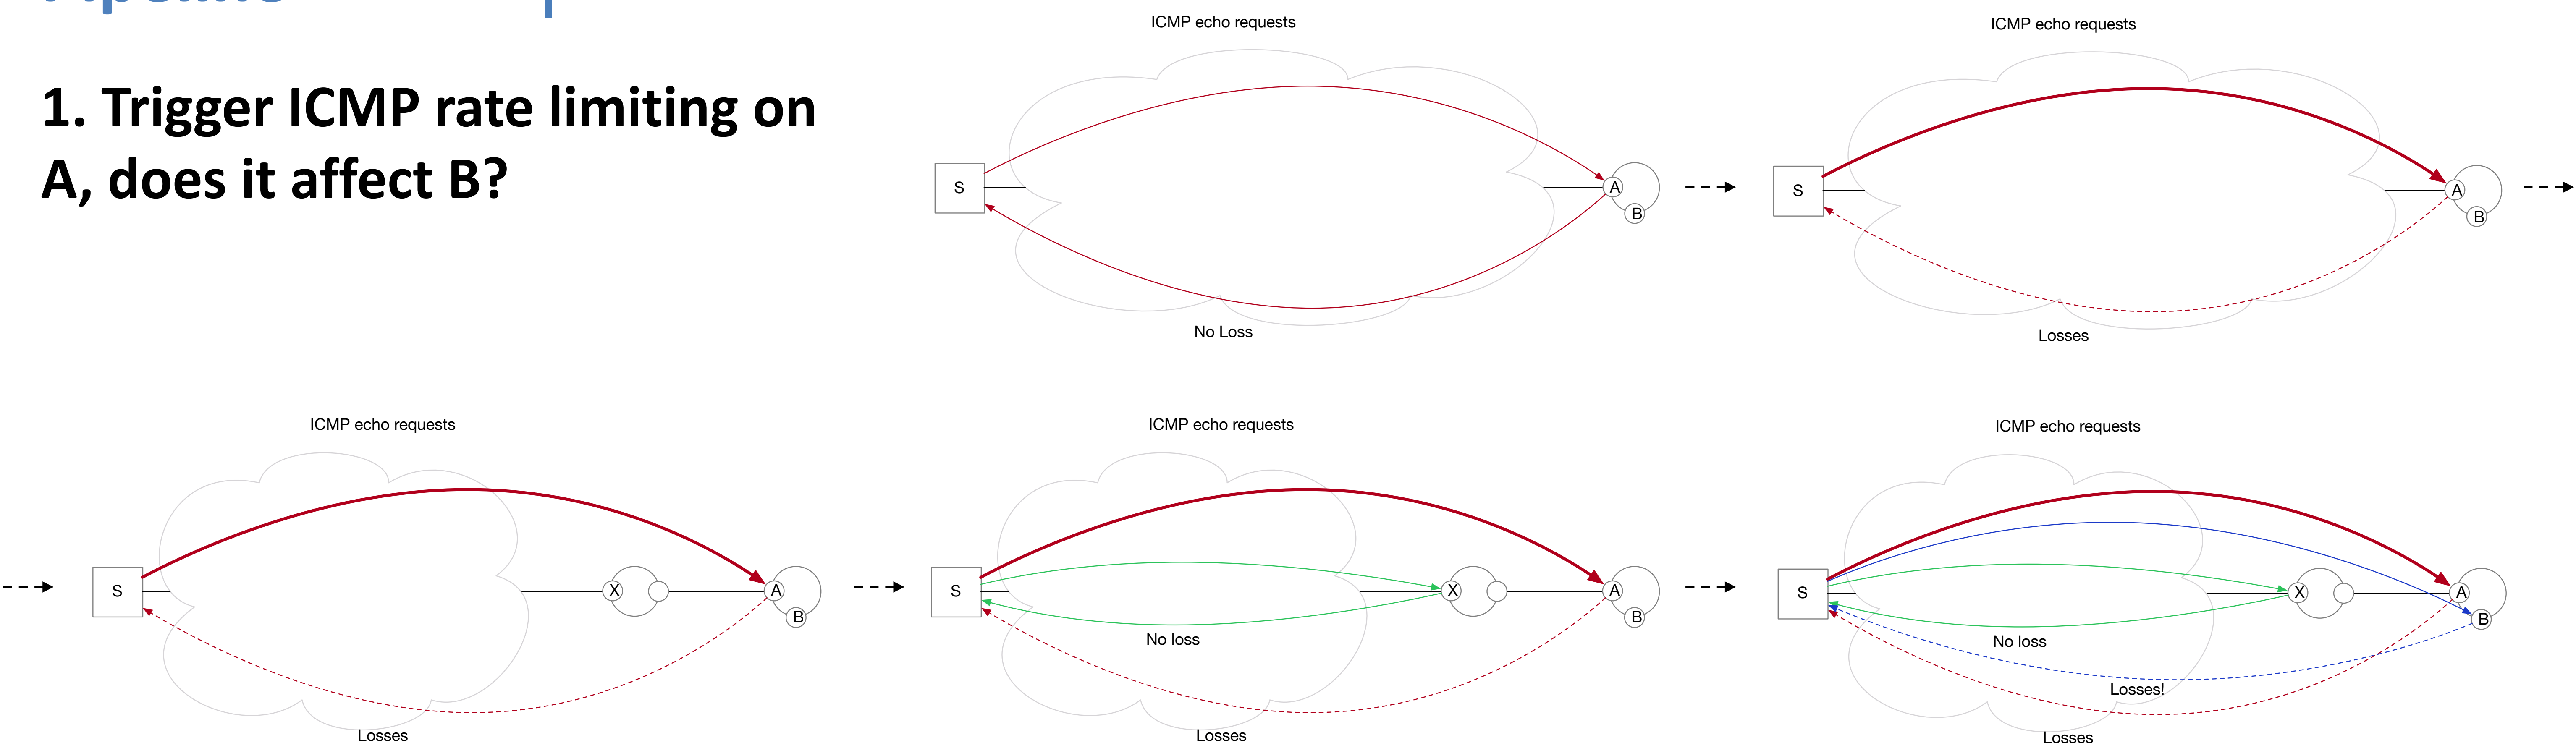 1. Trigger ICMP rate limiting on
A, does it affect B?
ICMP echo requests
S
A
B
No Loss
ICMP echo requests
S
A
B
Losses
ICMP echo requests
S
X
A
B
Losses
ICMP echo requests
S
X
A
B
No loss
Losses
ICMP echo requests
S
X
A
B
No loss
Losses!
Losses